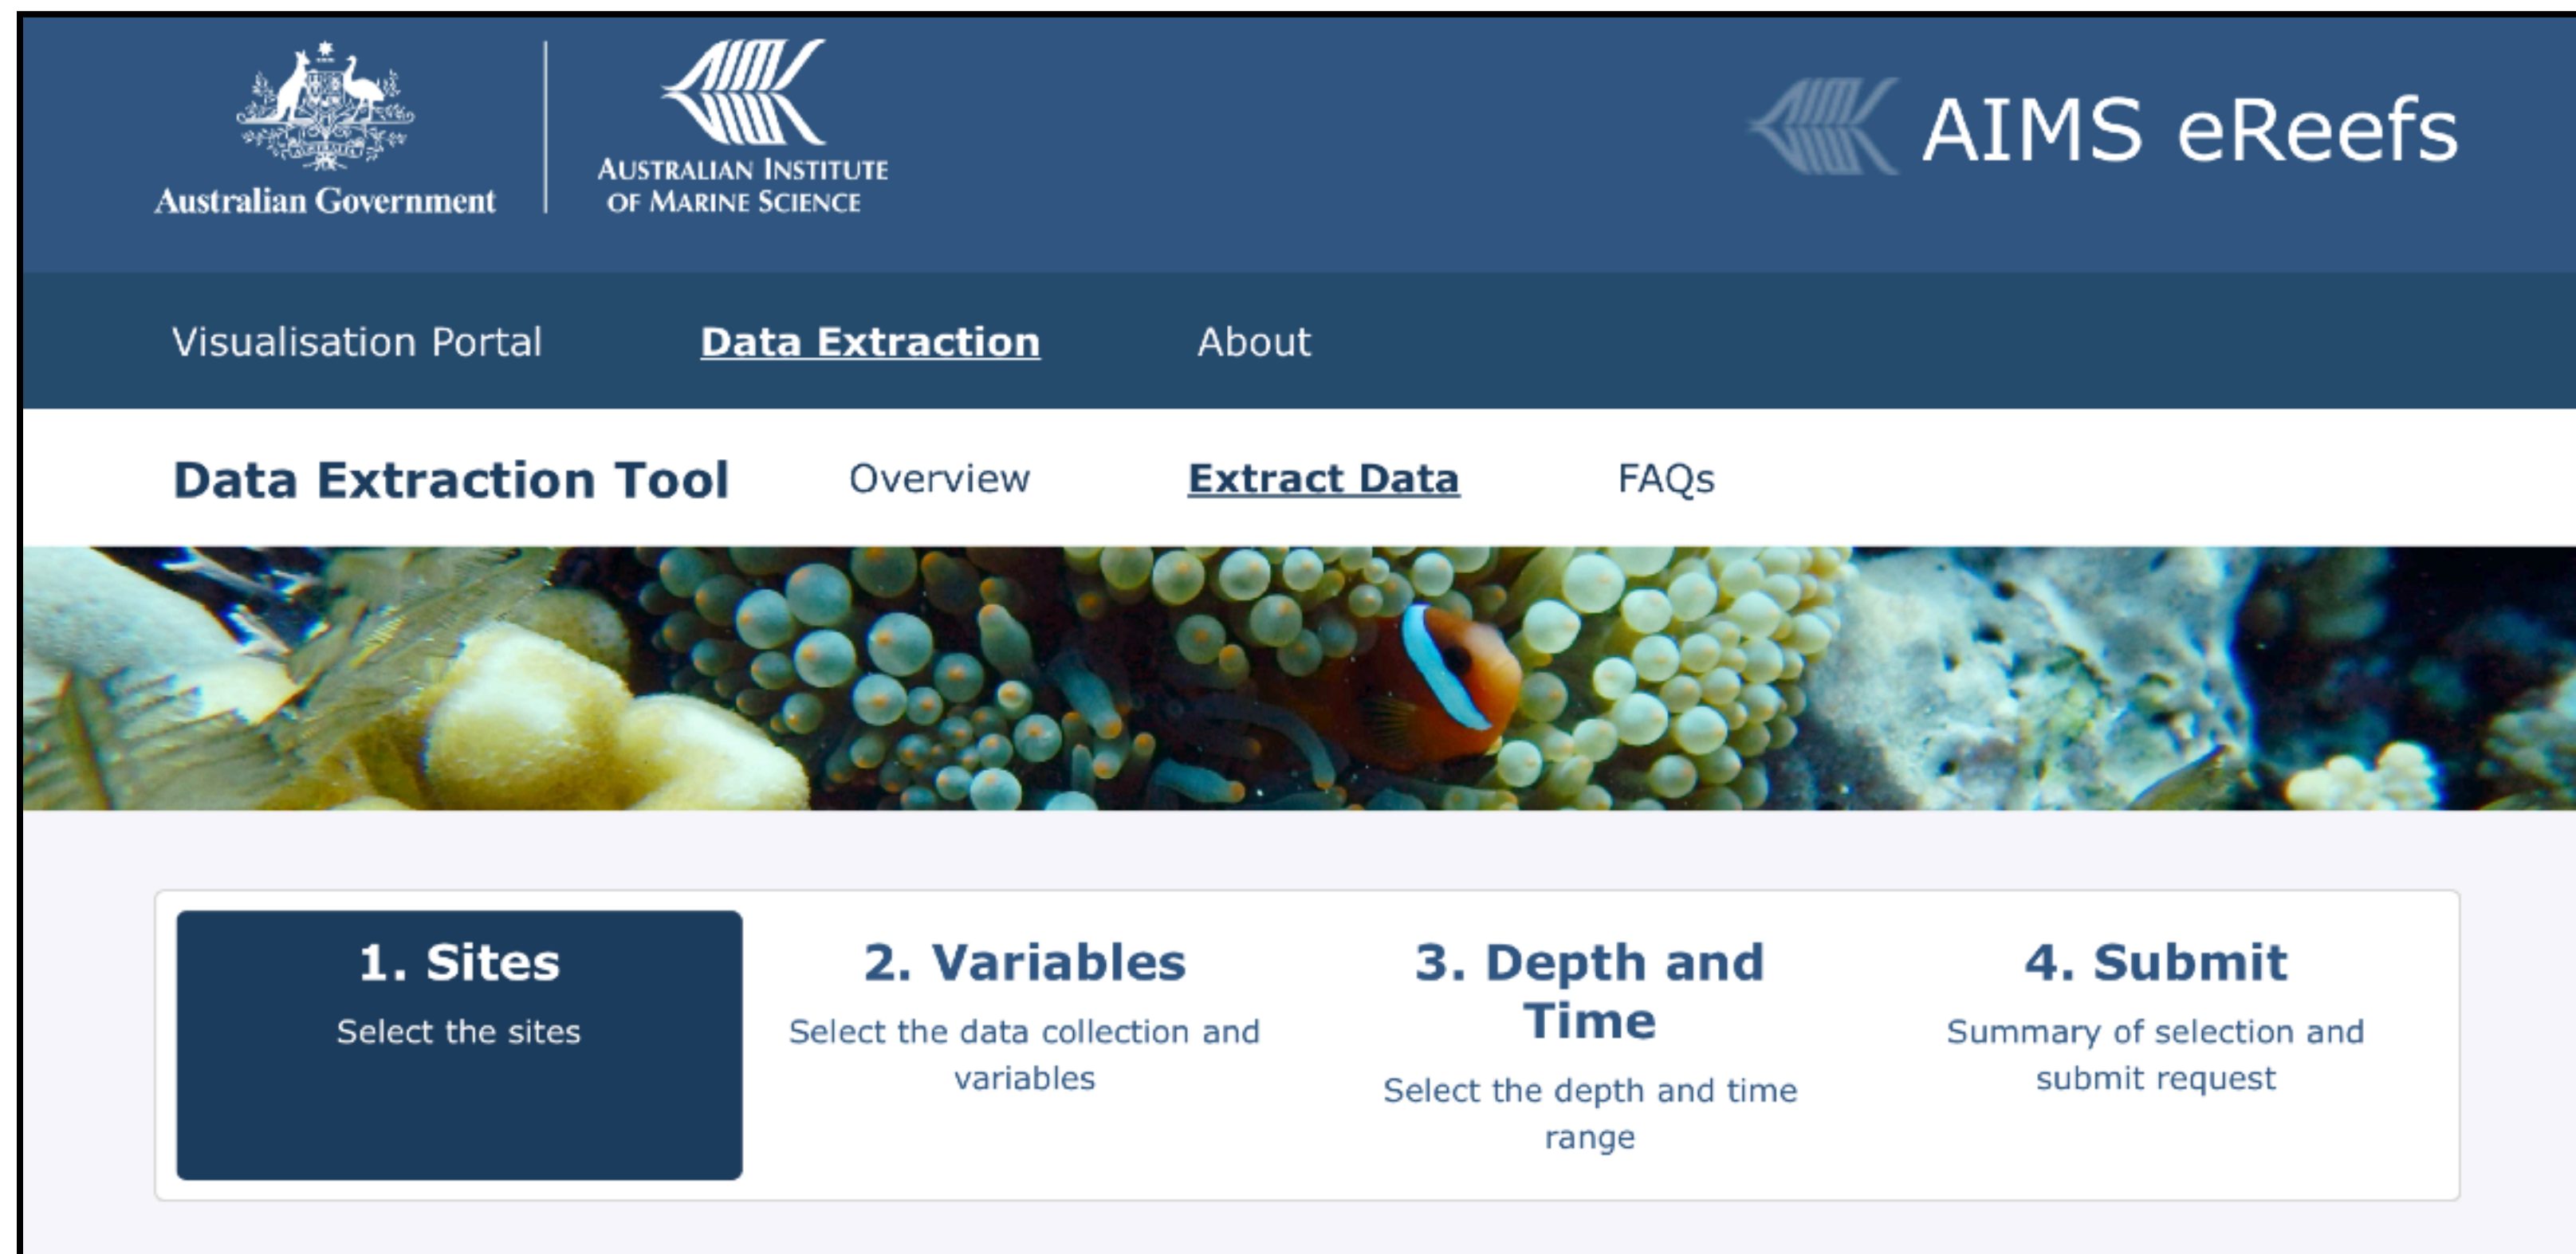 Australian Government
AUSTRALIAN INSTITUTE
OF MARINE SCIENCE
AIMS eReefs
Visualisation Portal
Data Extraction
About
Data Extraction Tool
Overview
Extract Data
FAQs
1. Sites
Select the sites
2. Variables
Select the data collection and
variables
3. Depth and
Time
Select the depth and time
range
4. Submit
Summary of selection and
submit request